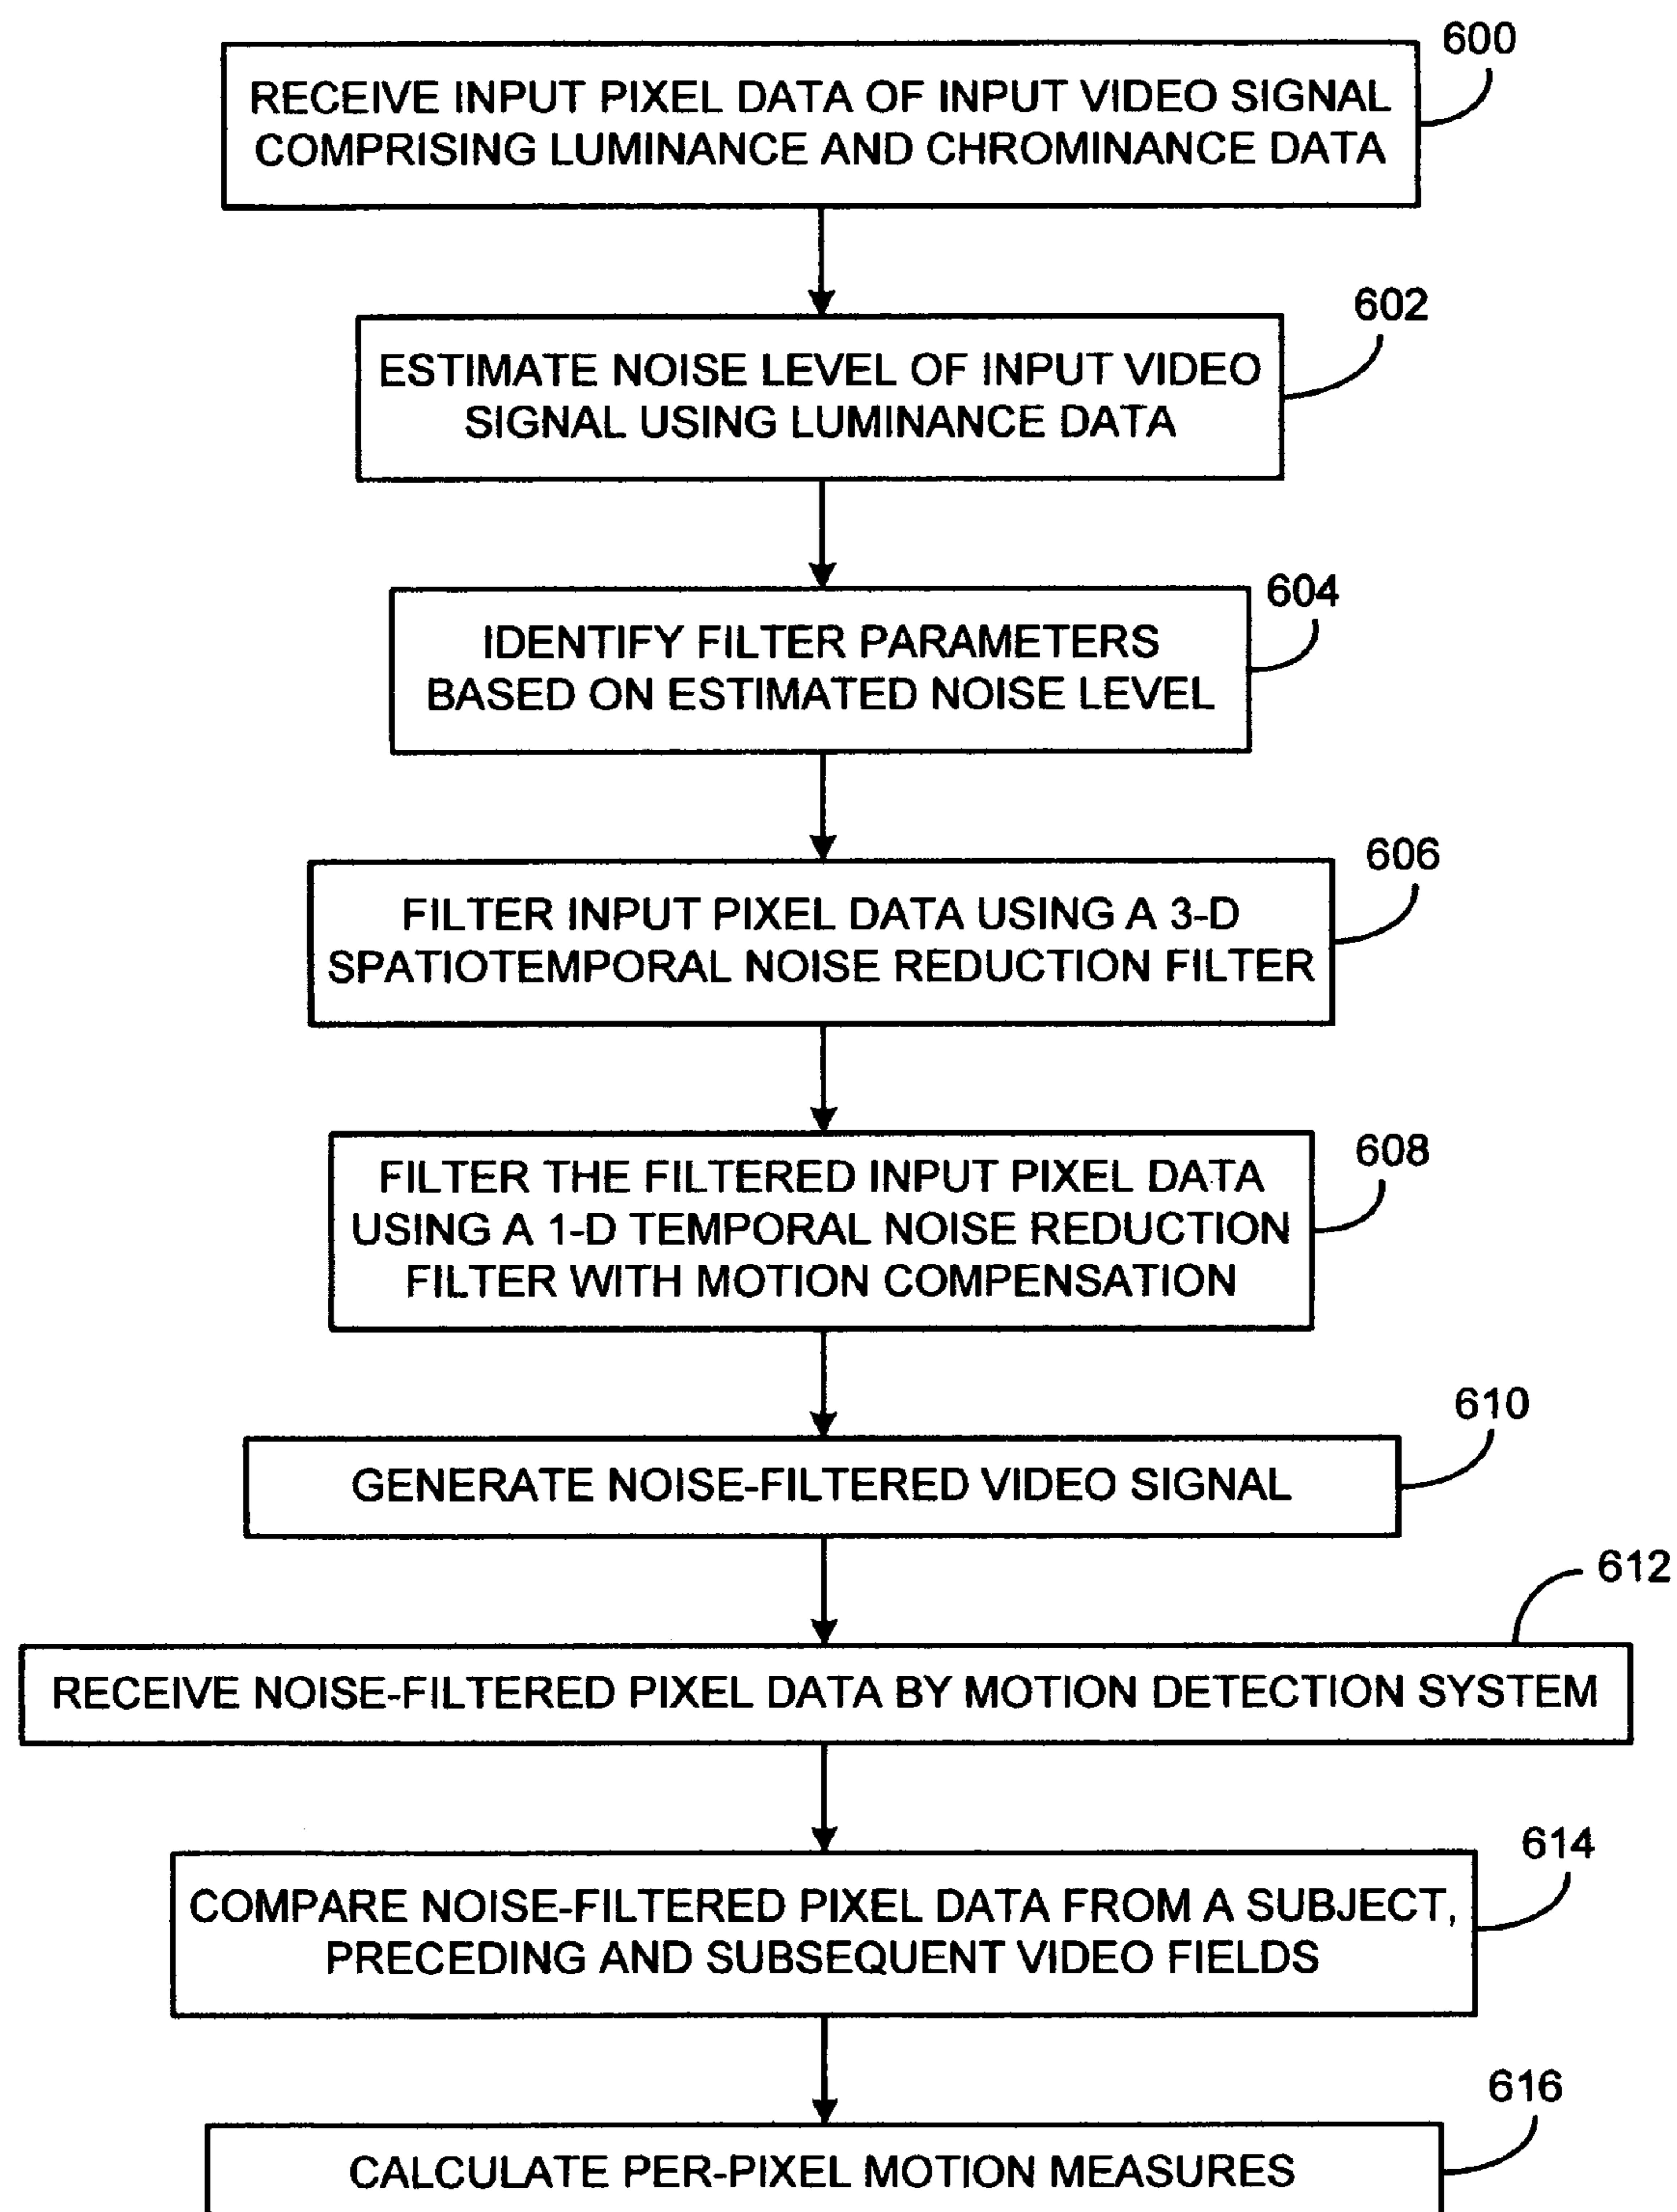 600
RECEIVE INPUT PIXEL DATA OF INPUT VIDEO SIGNAL
COMPRISING LUMINANCE AND CHROMINANCE DATA
602
ESTIMATE NOISE LEVEL OF INPUT VIDEO
SIGNAL USING LUMINANCE DATA
604
IDENTIFY FILTER PARAMETERS
BASED ON ESTIMATED NOISE LEVEL
606
FILTER INPUT PIXEL DATA USING A 3-D
SPATIOTEMPORAL NOISE REDUCTION FILTER
608
FILTER THE FILTERED INPUT PIXEL DATA
USING A 1-D TEMPORAL NOISE REDUCTION
FILTER WITH MOTION COMPENSATION
610
GENERATE NOISE-FILTERED VIDEO SIGNAL
612
RECEIVE NOISE-FILTERED PIXEL DATA BY MOTION DETECTION SYSTEM
614
COMPARE NOISE-FILTERED PIXEL DATA FROM A SUBJECT,
PRECEDING AND SUBSEQUENT VIDEO FIELDS
616
CALCULATE PER-PIXEL MOTION MEASURES